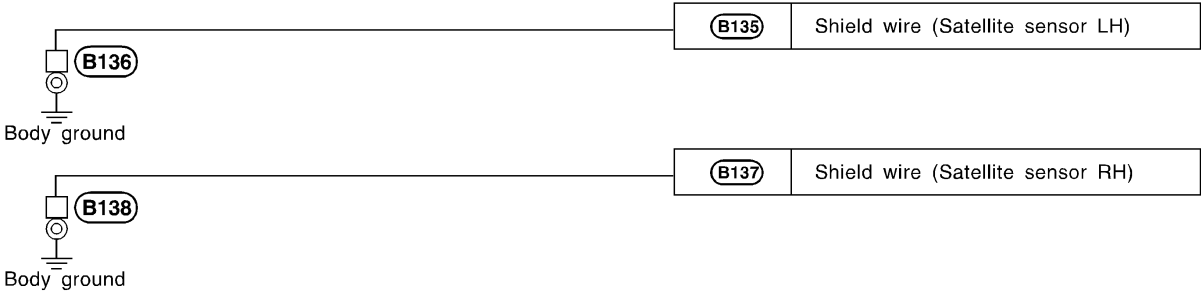 B135 Shield wire (Satellite sensor LH)
B136
Body ground
B137 Shield wire (Satellite sensor RH)
B138
Body ground